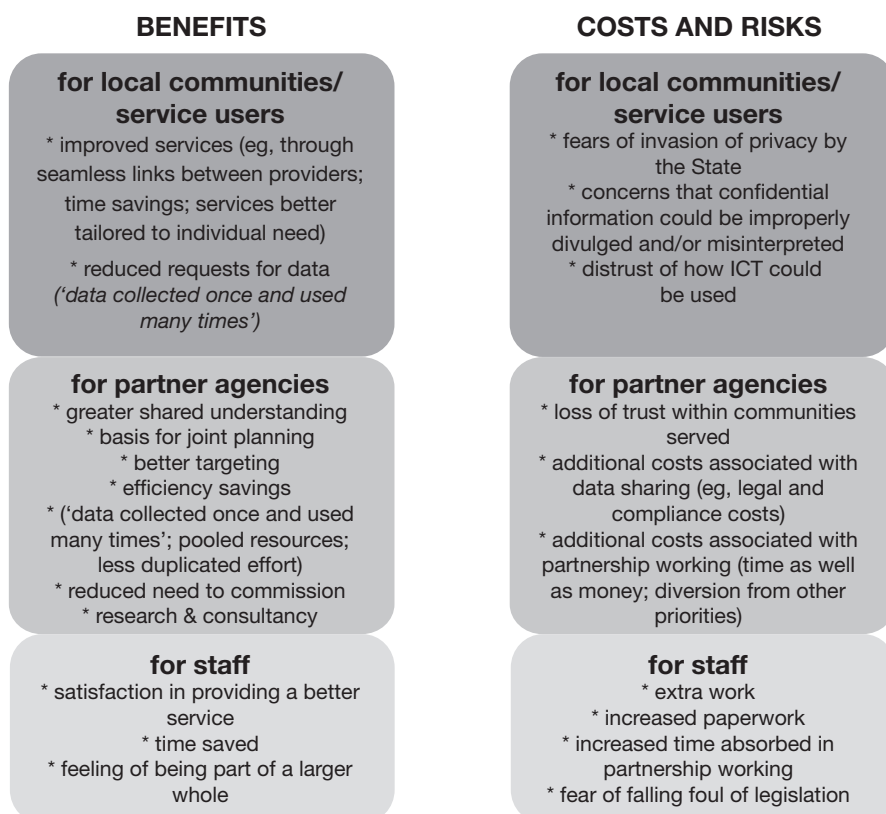 BENEFITS
for local communities/
service users
* improved services (eg, through
seamless links between providers;
time savings; services better
tailored to individual need)
* reduced requests for data
(‘data collected once and used
many times’)
for partner agencies
* greater shared understanding
* basis for joint planning
* better targeting
* efficiency savings
* (‘data collected once and used
many times’; pooled resources;
less duplicated effort)
* reduced need to commission
* research & consultancy
for staff
* satisfaction in providing a better
service
* time saved
* feeling of being part of a larger
whole
COSTS AND RISKS
for local communities/
service users
* fears of invasion of privacy by
the State
* concerns that confidential
information could be improperly
divulged and/or misinterpreted
* distrust of how ICT could
be used
for partner agencies
* loss of trust within communities
served
* additional costs associated with
data sharing (eg, legal and
compliance costs)
* additional costs associated with
partnership working (time as well
as money; diversion from other
priorities)
for staff
* extra work
* increased paperwork
* increased time absorbed in
partnership working
* fear of falling foul of legislation